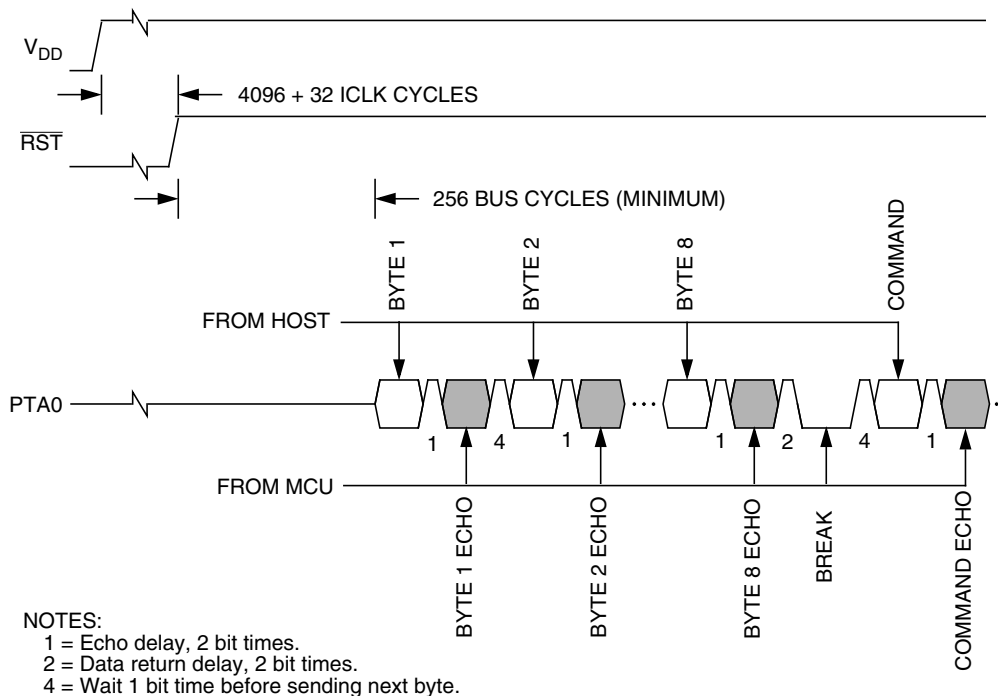 VDD
4096 + 32 ICLK CYCLES
RST
256 BUS CYCLES (MINIMUM)
BYTE 1
BYTE 2
BYTE 8
COMMAND
FROM HOST
PTA0
1
4
1
1
2
4
1
FROM MCU
BYTE 1 ECHO
BYTE 2 ECHO
BYTE 8 ECHO
BREAK
COMMAND ECHO
NOTES:
1 = Echo delay, 2 bit times.
2 = Data return delay, 2 bit times.
4 = Wait 1 bit time before sending next byte.